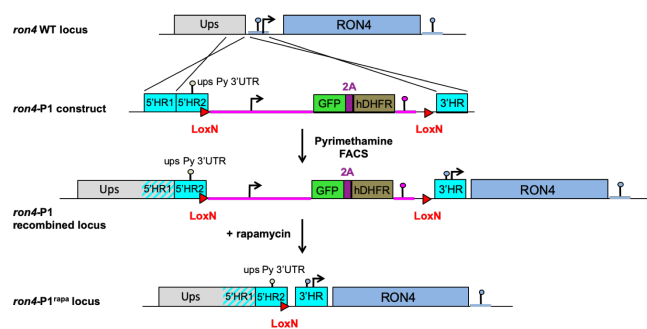 ron4 WT locus
Ups
RON4
ups Py 3'UTR
2A
ron4-P1 construct
5'HR1
5'HR2
GFP
hDHFR
3'HR
LoxN
LoxN
Pyrimethamine
FACS
ups Py 3'UTR
2A
Ups
5'HR1
5'HR2
GFP
hDHFR
3'HR
RON4
ron4-P1
recombined locus
LoxN
LoxN
+ rapamycin
ups Py 3'UTR
ron4-P1rapa locus
Ups
5'HR1
5'HR2
3'HR
RON4
LoxN